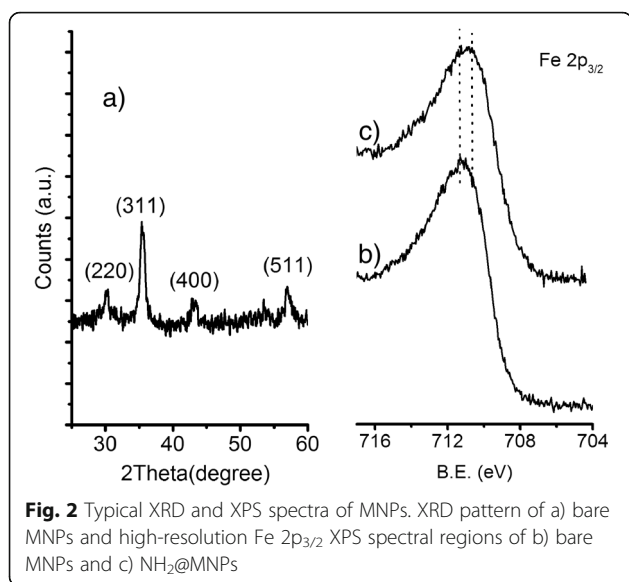 a)
Counts (a.u.)
(220)
(311)
(400)
(511)
30 40 50 60
2Theta(degree)
Fe 2p3/2
c)
b)
716 712 708 704
B.E. (eV)
Fig. 2 Typical XRD and XPS spectra of MNPs. XRD pattern of a) bare
MNPs and high-resolution Fe 2p3/2 XPS spectral regions of b) bare
MNPs and c) NH2@MNPs